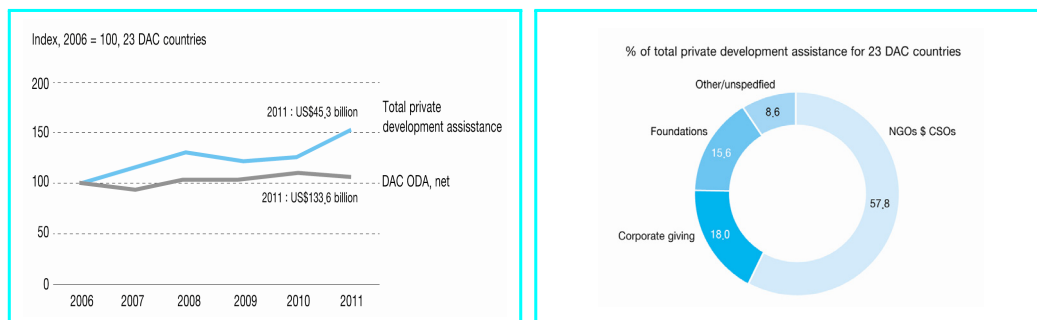 Index, 2006 = 100, 23 DAC countries
200
150
100
50
0
2011 : US$45,3 billion
Total private
development assisstance
DAC ODA, net
2011 : US$133,6 billion
2006 2007 2008 2009 2010 2011
% of total private development assistance for 23 DAC countries
Other/unspedfied
8,6
Foundations
15,6
NGOs $ CSOs
57,8
Corporate giving
18,0